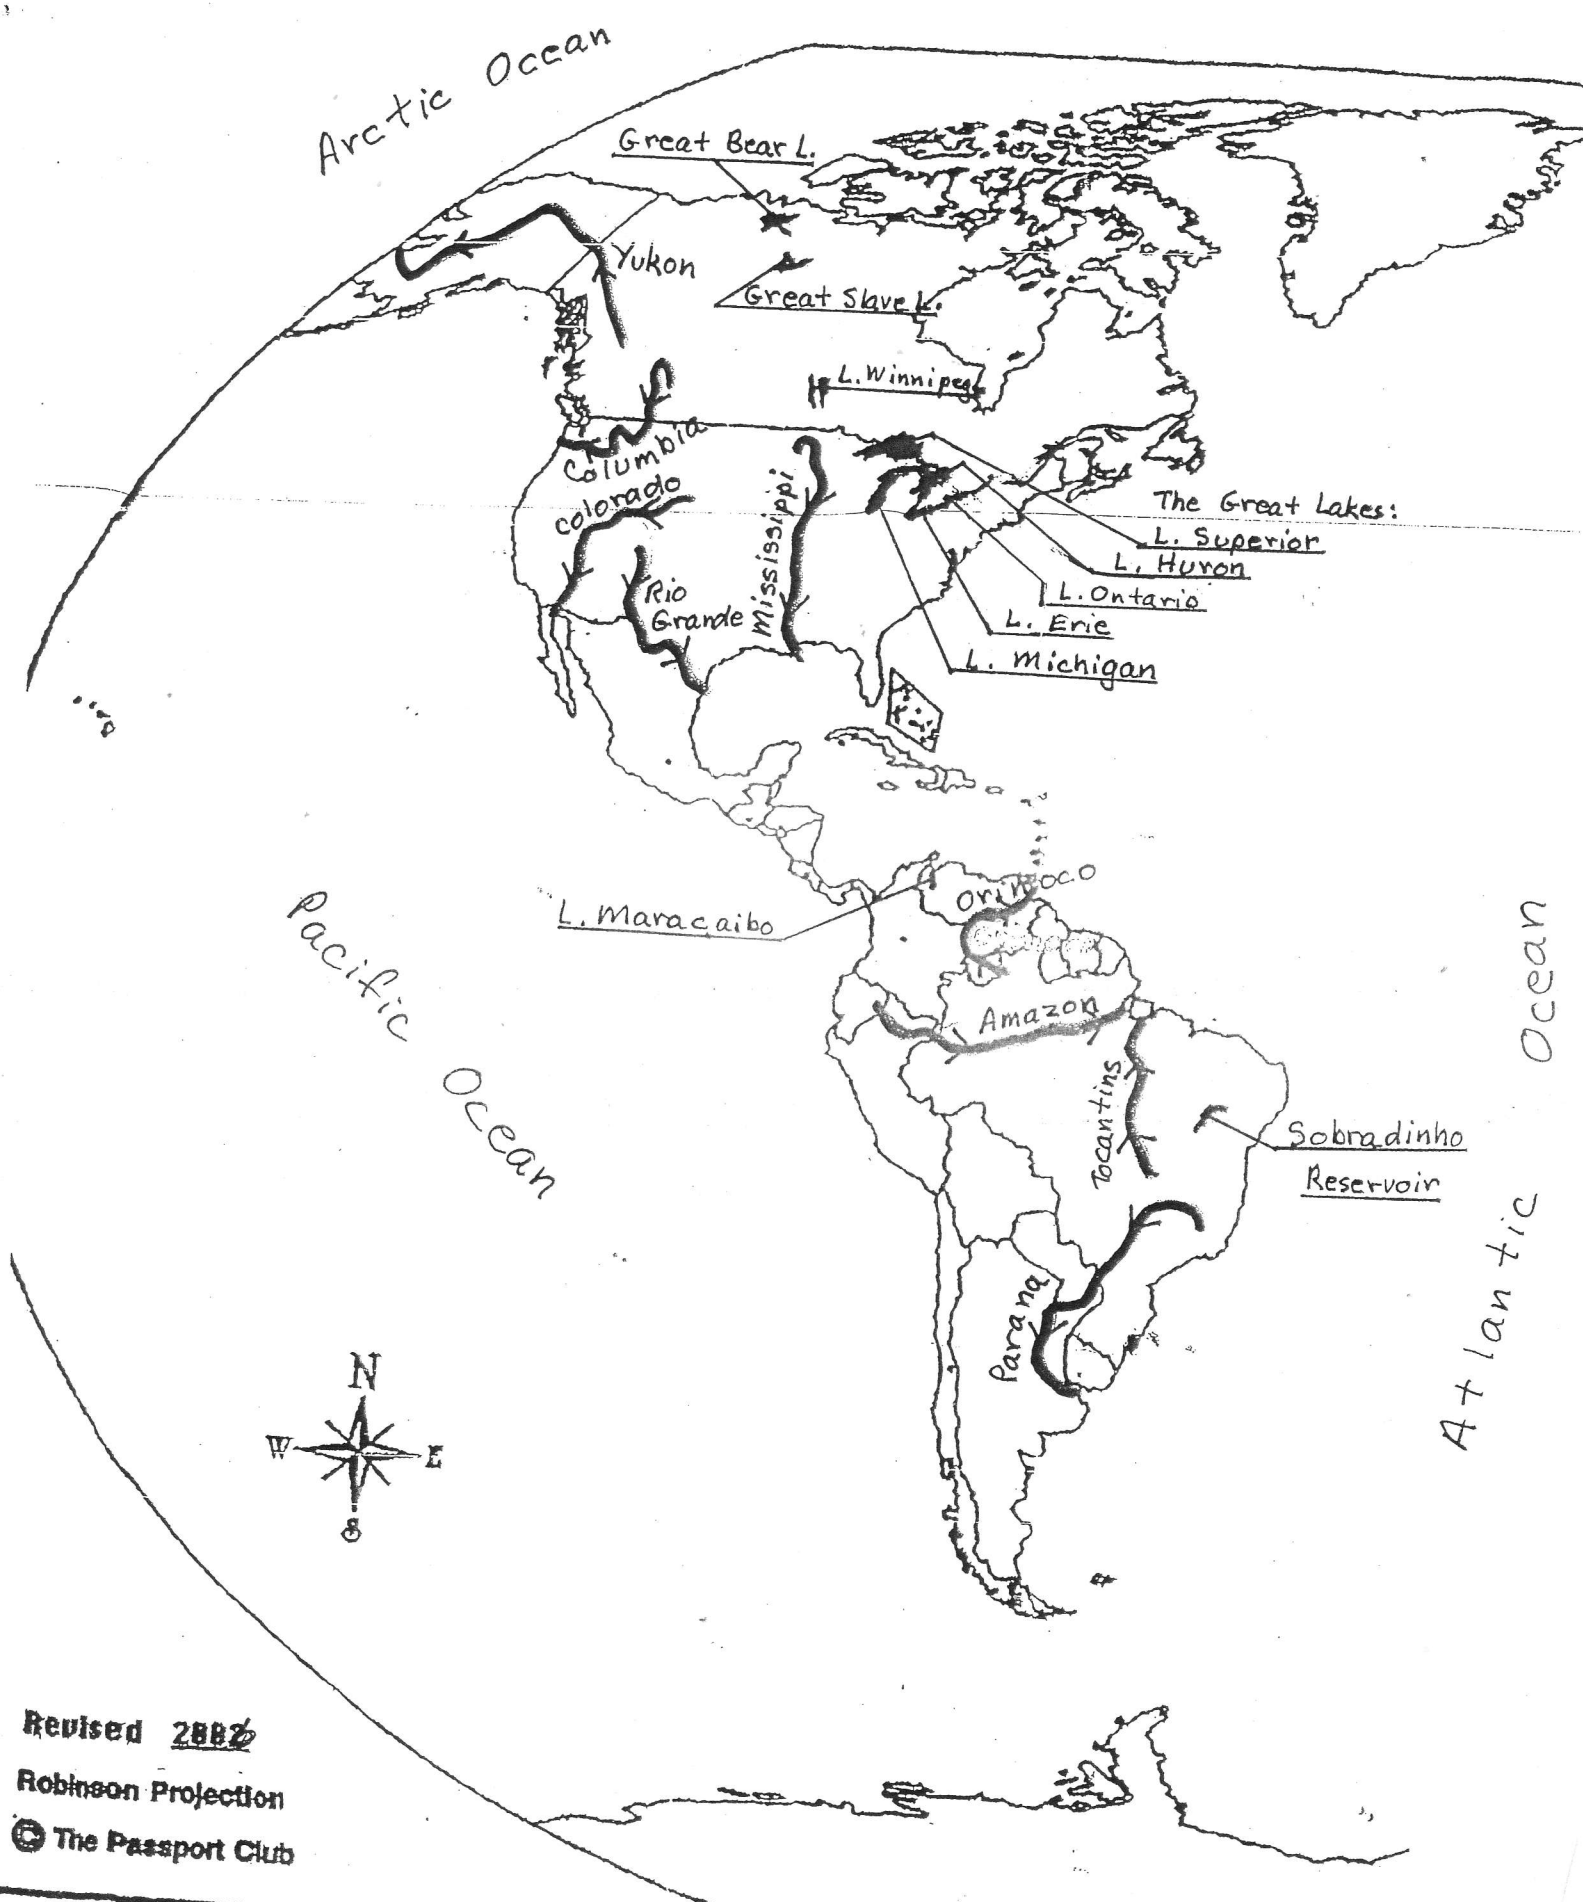 Arctic Ocean
Great Bear L.
Yukon
Great Slave L.
L. Winnipeg
Columbia
Colorado
Mississippi
Rio
Grande
The Great Lakes:
L. Superior
L. Huron
L. Ontario
L. Erie
L. Michigan
Orinoco
L. Maracaibo
Pacific Ocean
Amazon
Tocantins
Sobradinho
Reservoir
Atlantic Ocean
Parana
N
W
E
S
Revised
Robinson Projection
© The Passport Club